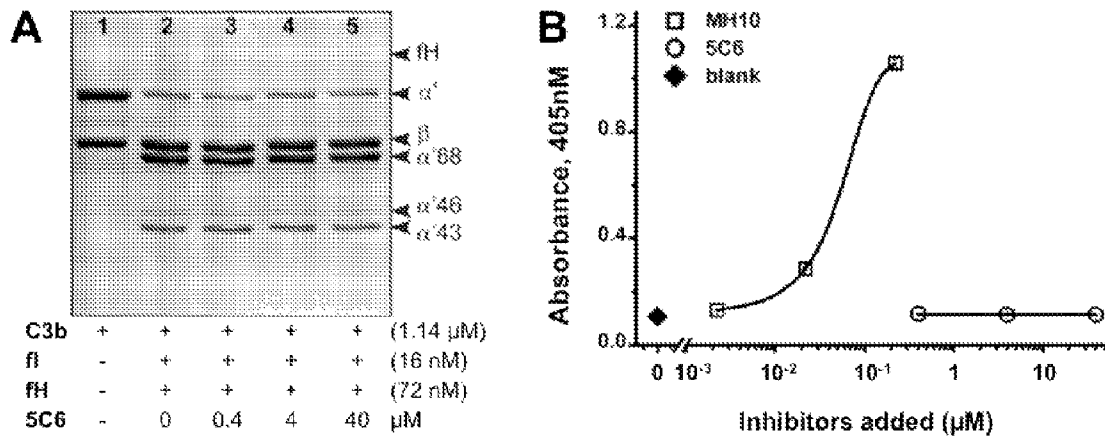 A
1 2 3 4 5
fH
α'
β
α'68
α'46
α'43
C3b + + + + + (1.14 µM)
fI - + + + + (16 nM)
fH - + + + + (72 nM)
5C6 - 0 0.4 4 40 µM
B
MH10
5C6
blank
Absorbance, 405nM
1.2
0.8
0.4
0.0
0 10⁻³ 10⁻² 10⁻¹ 1 10
Inhibitors added (µM)